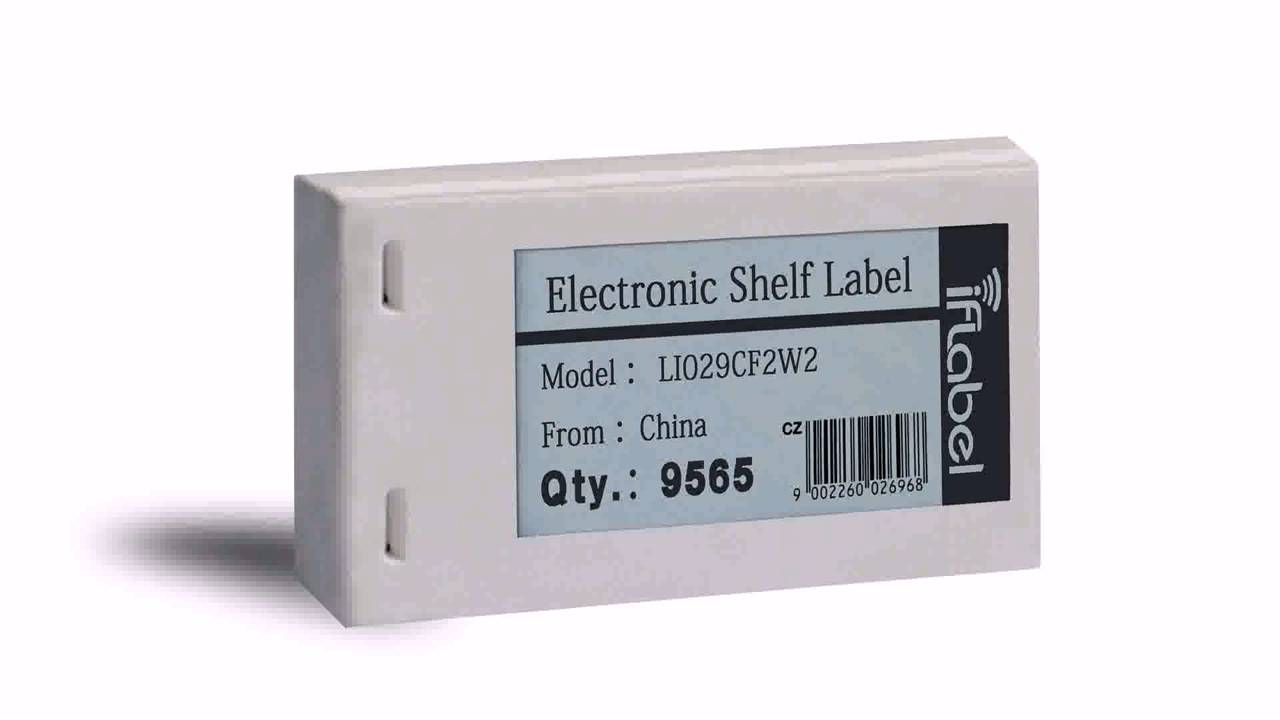 Electronic Shelf Label
Model : LI029CF2W2
From : China
Qty.: 9565
CZ
9 002260 026968
iflabel